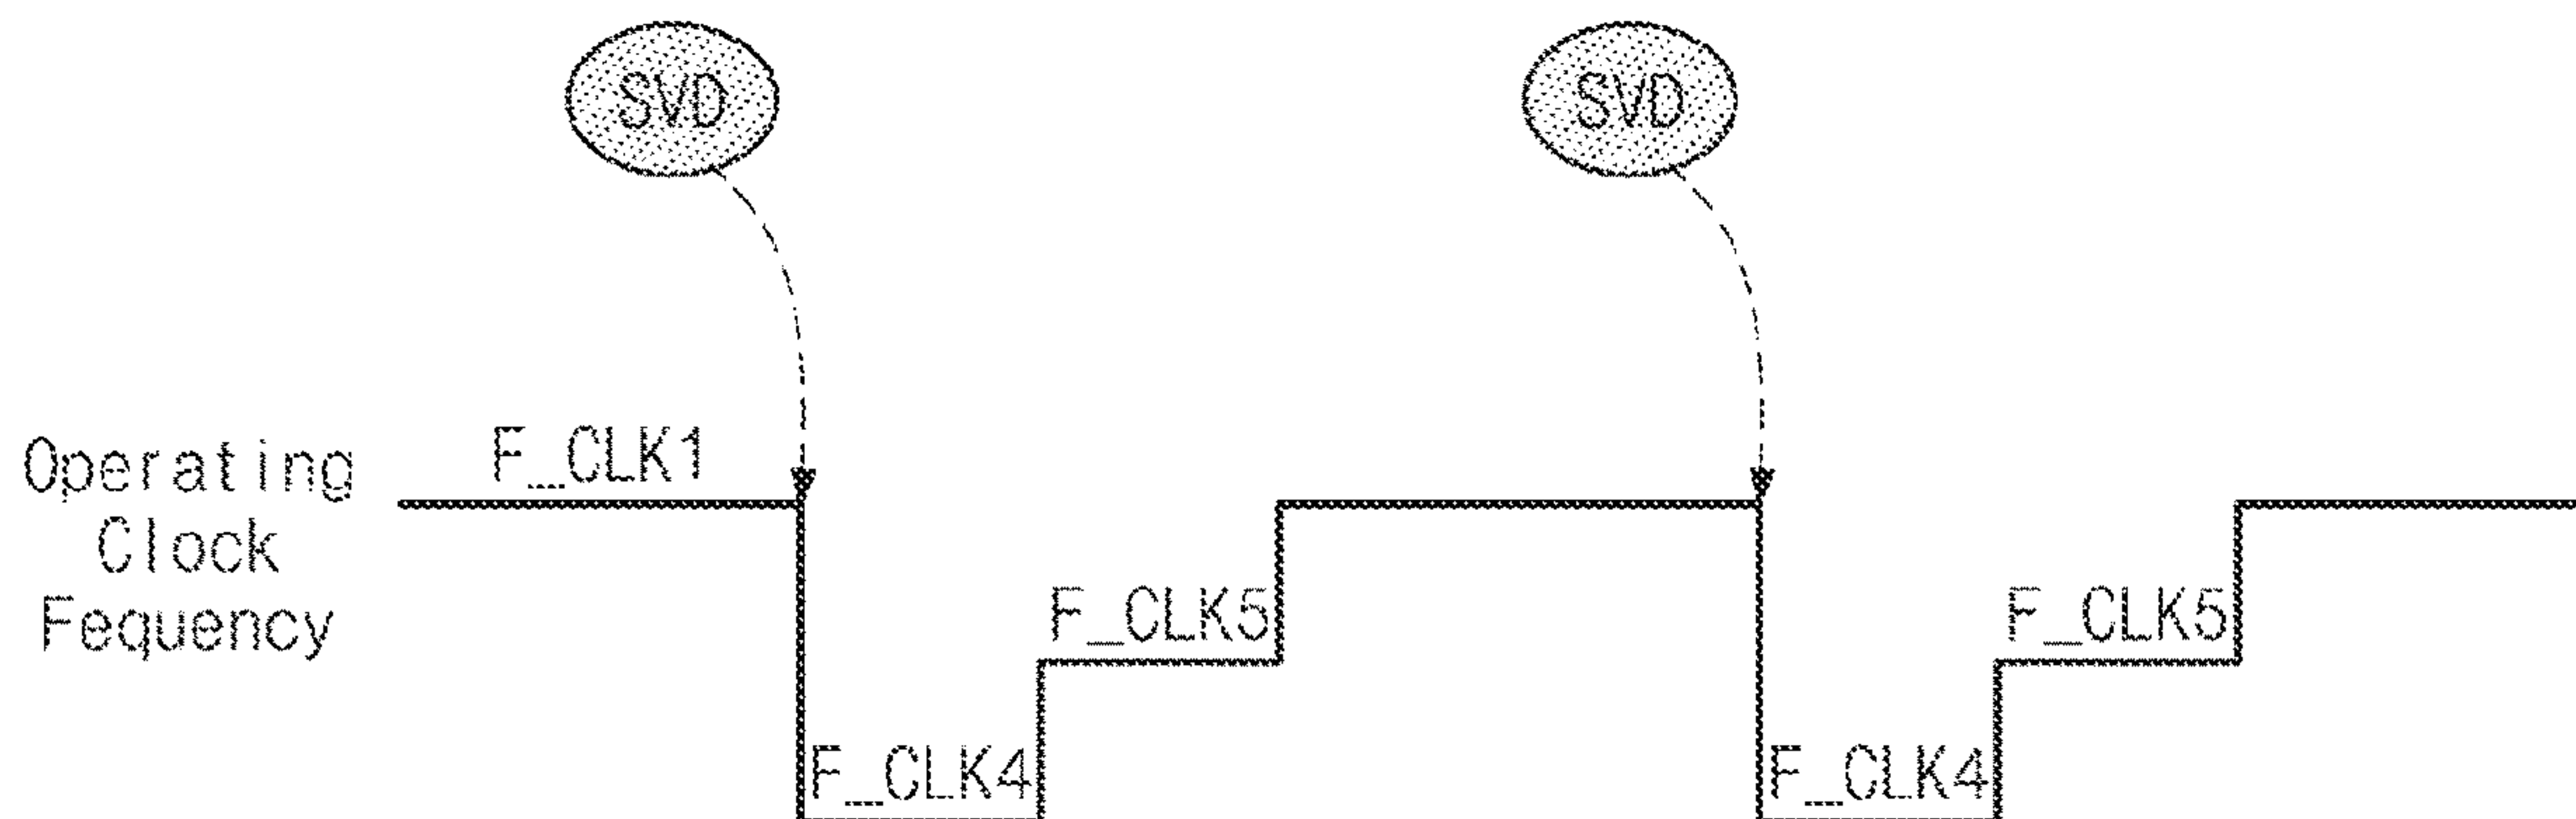 SVD
SVD
F_CLK1
Operating
Clock
Fequency
F_CLK5
F_CLK5
F_CLK4
F_CLK4